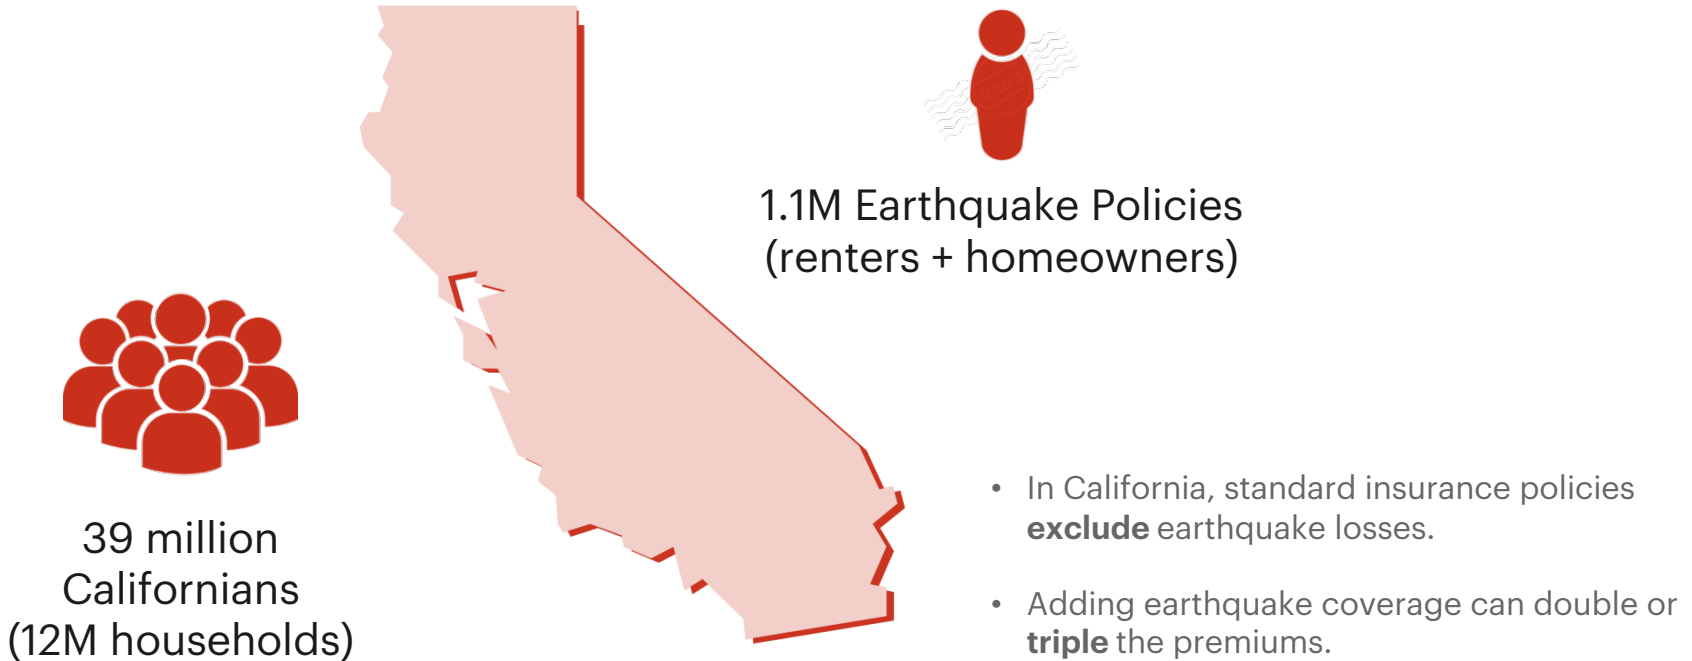 1.1M Earthquake Policies
(renters + homeowners)
39 million
Californians
(12M households)
• In California, standard insurance policies
exclude earthquake losses.
• Adding earthquake coverage can double or
triple the premiums.